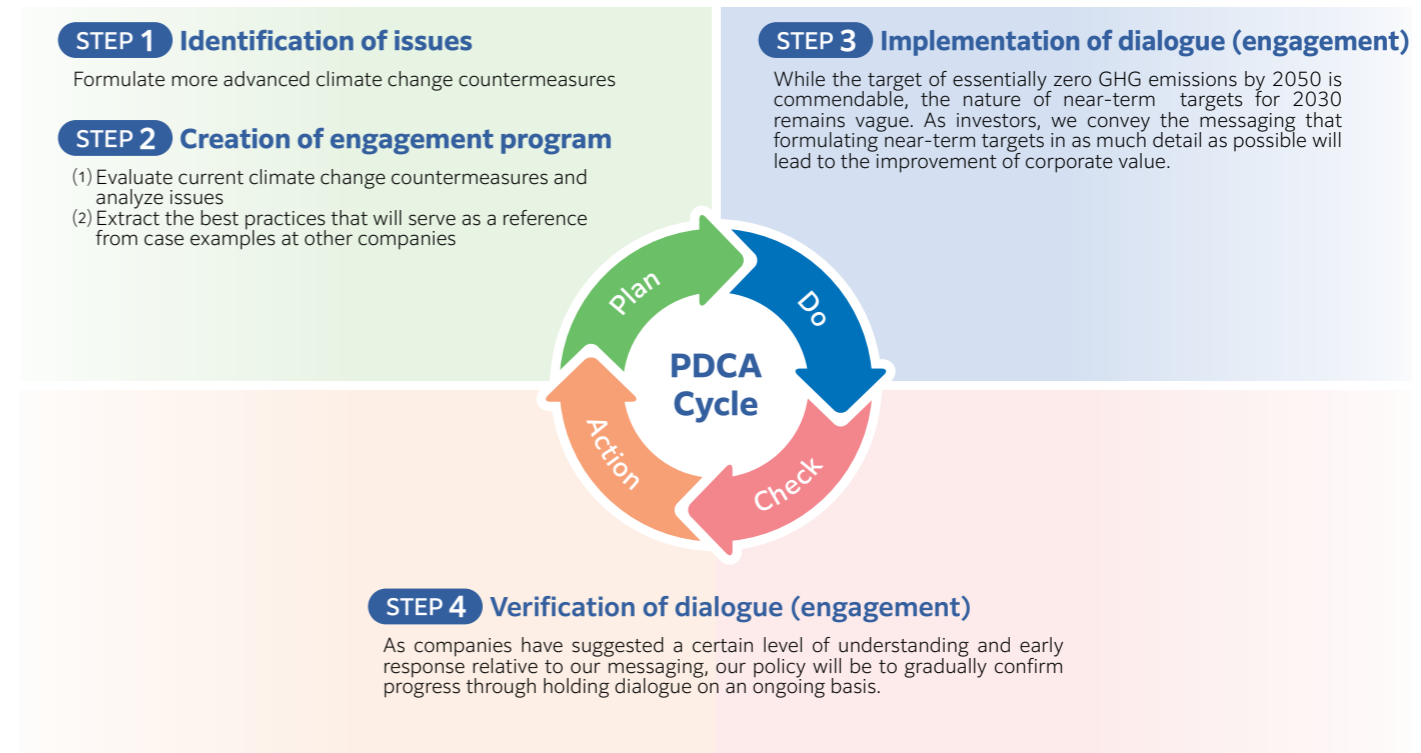 STEP 1 Identification of issues
Formulate more advanced climate change countermeasures
STEP 2 Creation of engagement program
(1) Evaluate current climate change countermeasures and
analyze issues
(2) Extract the best practices that will serve as a reference
from case examples at other companies
STEP 3 Implementation of dialogue (engagement)
While the target of essentially zero GHG emissions by 2050 is
commendable, the nature of near-term targets for 2030
remains vague. As investors, we convey the messaging that
formulating near-term targets in as much detail as possible will
lead to the improvement of corporate value.
Plan
Do
PDCA
Cycle
Action
Check
STEP 4 Verification of dialogue (engagement)
As companies have suggested a certain level of understanding and early
response relative to our messaging, our policy will be to gradually confirm
progress through holding dialogue on an ongoing basis.